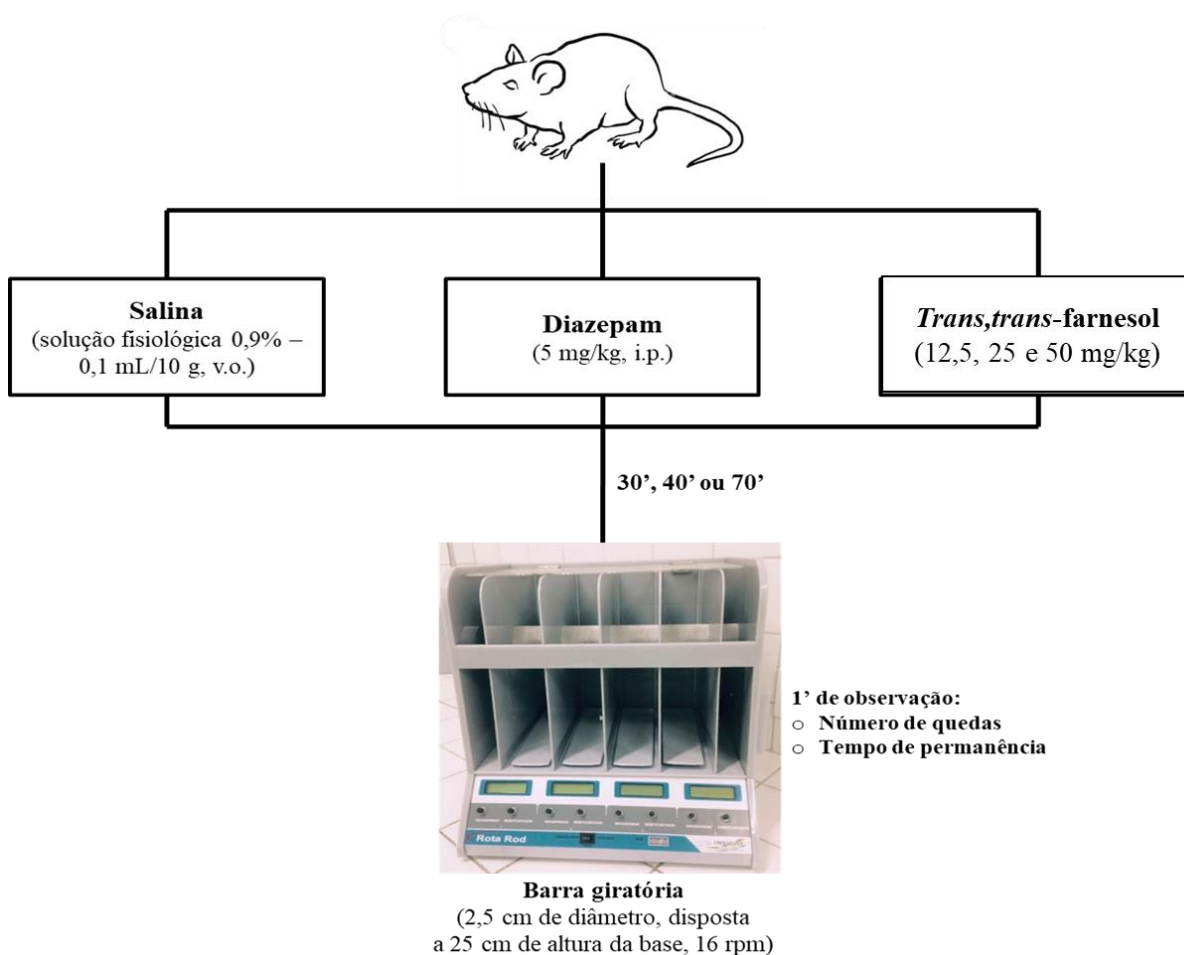 Salina
(solução fisiológica 0,9% –
0,1 mL/10 g, v.o.)
Diazepam
(5 mg/kg, i.p.)
Trans,trans-farnesol
(12,5, 25 e 50 mg/kg)
30’, 40’ ou 70’
1’ de observação:
o Número de quedas
o Tempo de permanência
Rota Rod
Barra giratória
(2,5 cm de diâmetro, disposta
a 25 cm de altura da base, 16 rpm)